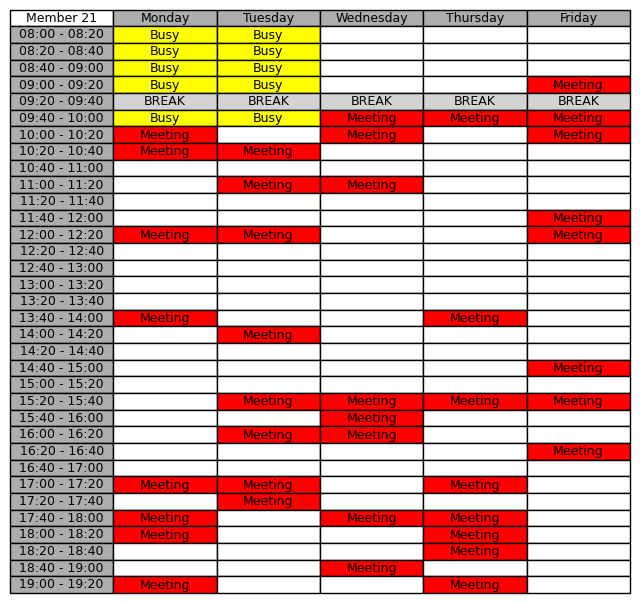 Member 21 Monday Tuesday Wednesday Thursday Friday
08:00 - 08:20 Busy Busy
08:20 - 08:40 Busy Busy
08:40 - 09:00 Busy Busy
09:00 - 09:20 Busy Busy Meeting
09:20 - 09:40 BREAK BREAK BREAK BREAK BREAK
09:40 - 10:00 Busy Busy Meeting Meeting Meeting
10:00 - 10:20 Meeting Meeting Meeting
10:20 - 10:40 Meeting Meeting
10:40 - 11:00
11:00 - 11:20 Meeting Meeting
11:20 - 11:40
11:40 - 12:00 Meeting
12:00 - 12:20 Meeting Meeting Meeting
12:20 - 12:40
12:40 - 13:00
13:00 - 13:20
13:20 - 13:40
13:40 - 14:00 Meeting Meeting
14:00 - 14:20 Meeting
14:20 - 14:40
14:40 - 15:00 Meeting
15:00 - 15:20
15:20 - 15:40 Meeting Meeting Meeting Meeting
15:40 - 16:00 Meeting
16:00 - 16:20 Meeting Meeting
16:20 - 16:40 Meeting
16:40 - 17:00
17:00 - 17:20 Meeting Meeting Meeting
17:20 - 17:40 Meeting
17:40 - 18:00 Meeting Meeting Meeting
18:00 - 18:20 Meeting Meeting
18:20 - 18:40 Meeting
18:40 - 19:00 Meeting
19:00 - 19:20 Meeting Meeting